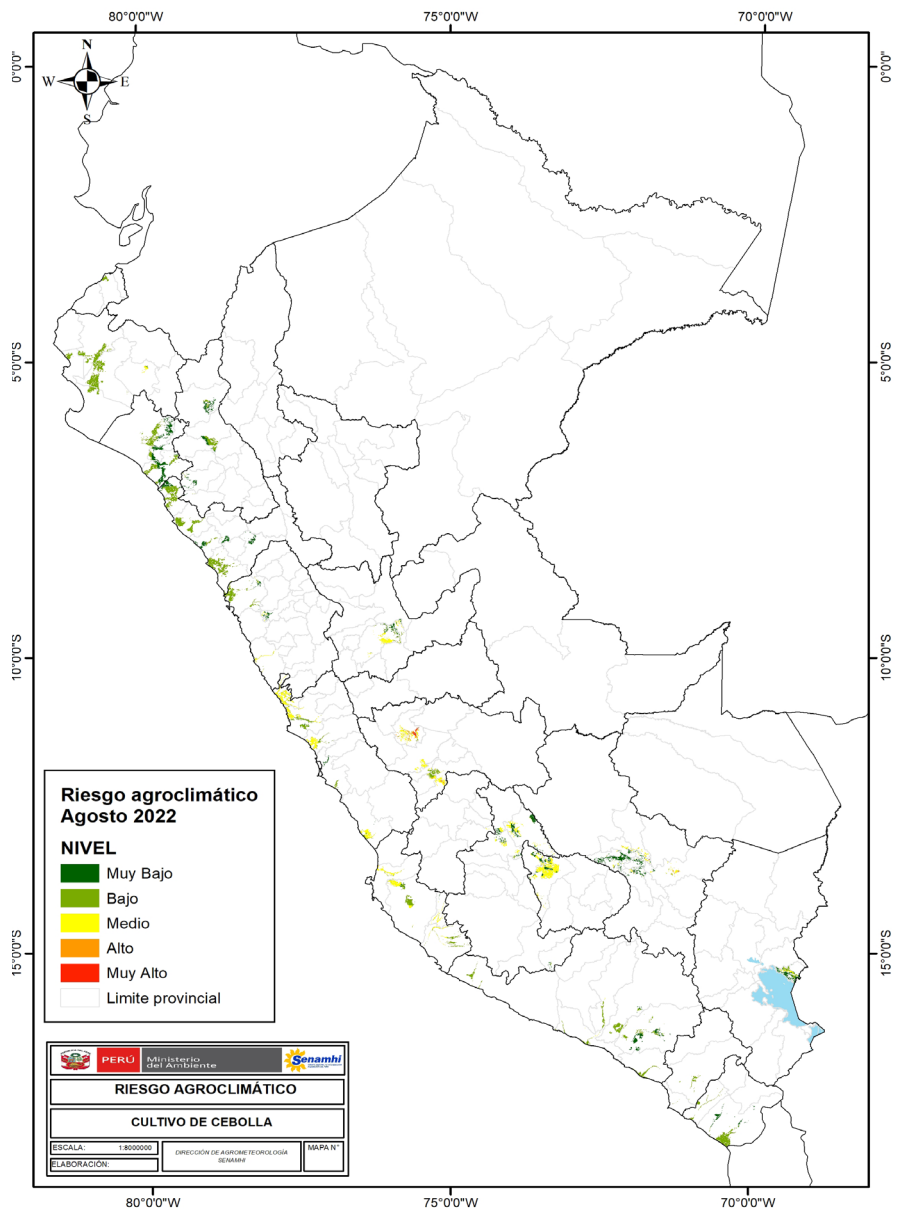 80°0'0"W 75°0'0"W 70°0'0"W
N
W E
S
0°0'0" 0°0'0"
5°0'0"S 5°0'0"S
10°0'0"S 10°0'0"S
15°0'0"S 15°0'0"S
Riesgo agroclimático
Agosto 2022
NIVEL
Muy Bajo
Bajo
Medio
Alto
Muy Alto
Limite provincial
PERÚ Ministerio
del Ambiente
Senamhi
RIESGO AGROCLIMÁTICO
CULTIVO DE CEBOLLA
ESCALA: 1:8000000
DIRECCIÓN DE AGROMETEOROLOGÍA
SENAMHI
MAPA N°
ELABORACIÓN:
80°0'0"W 75°0'0"W 70°0'0"W